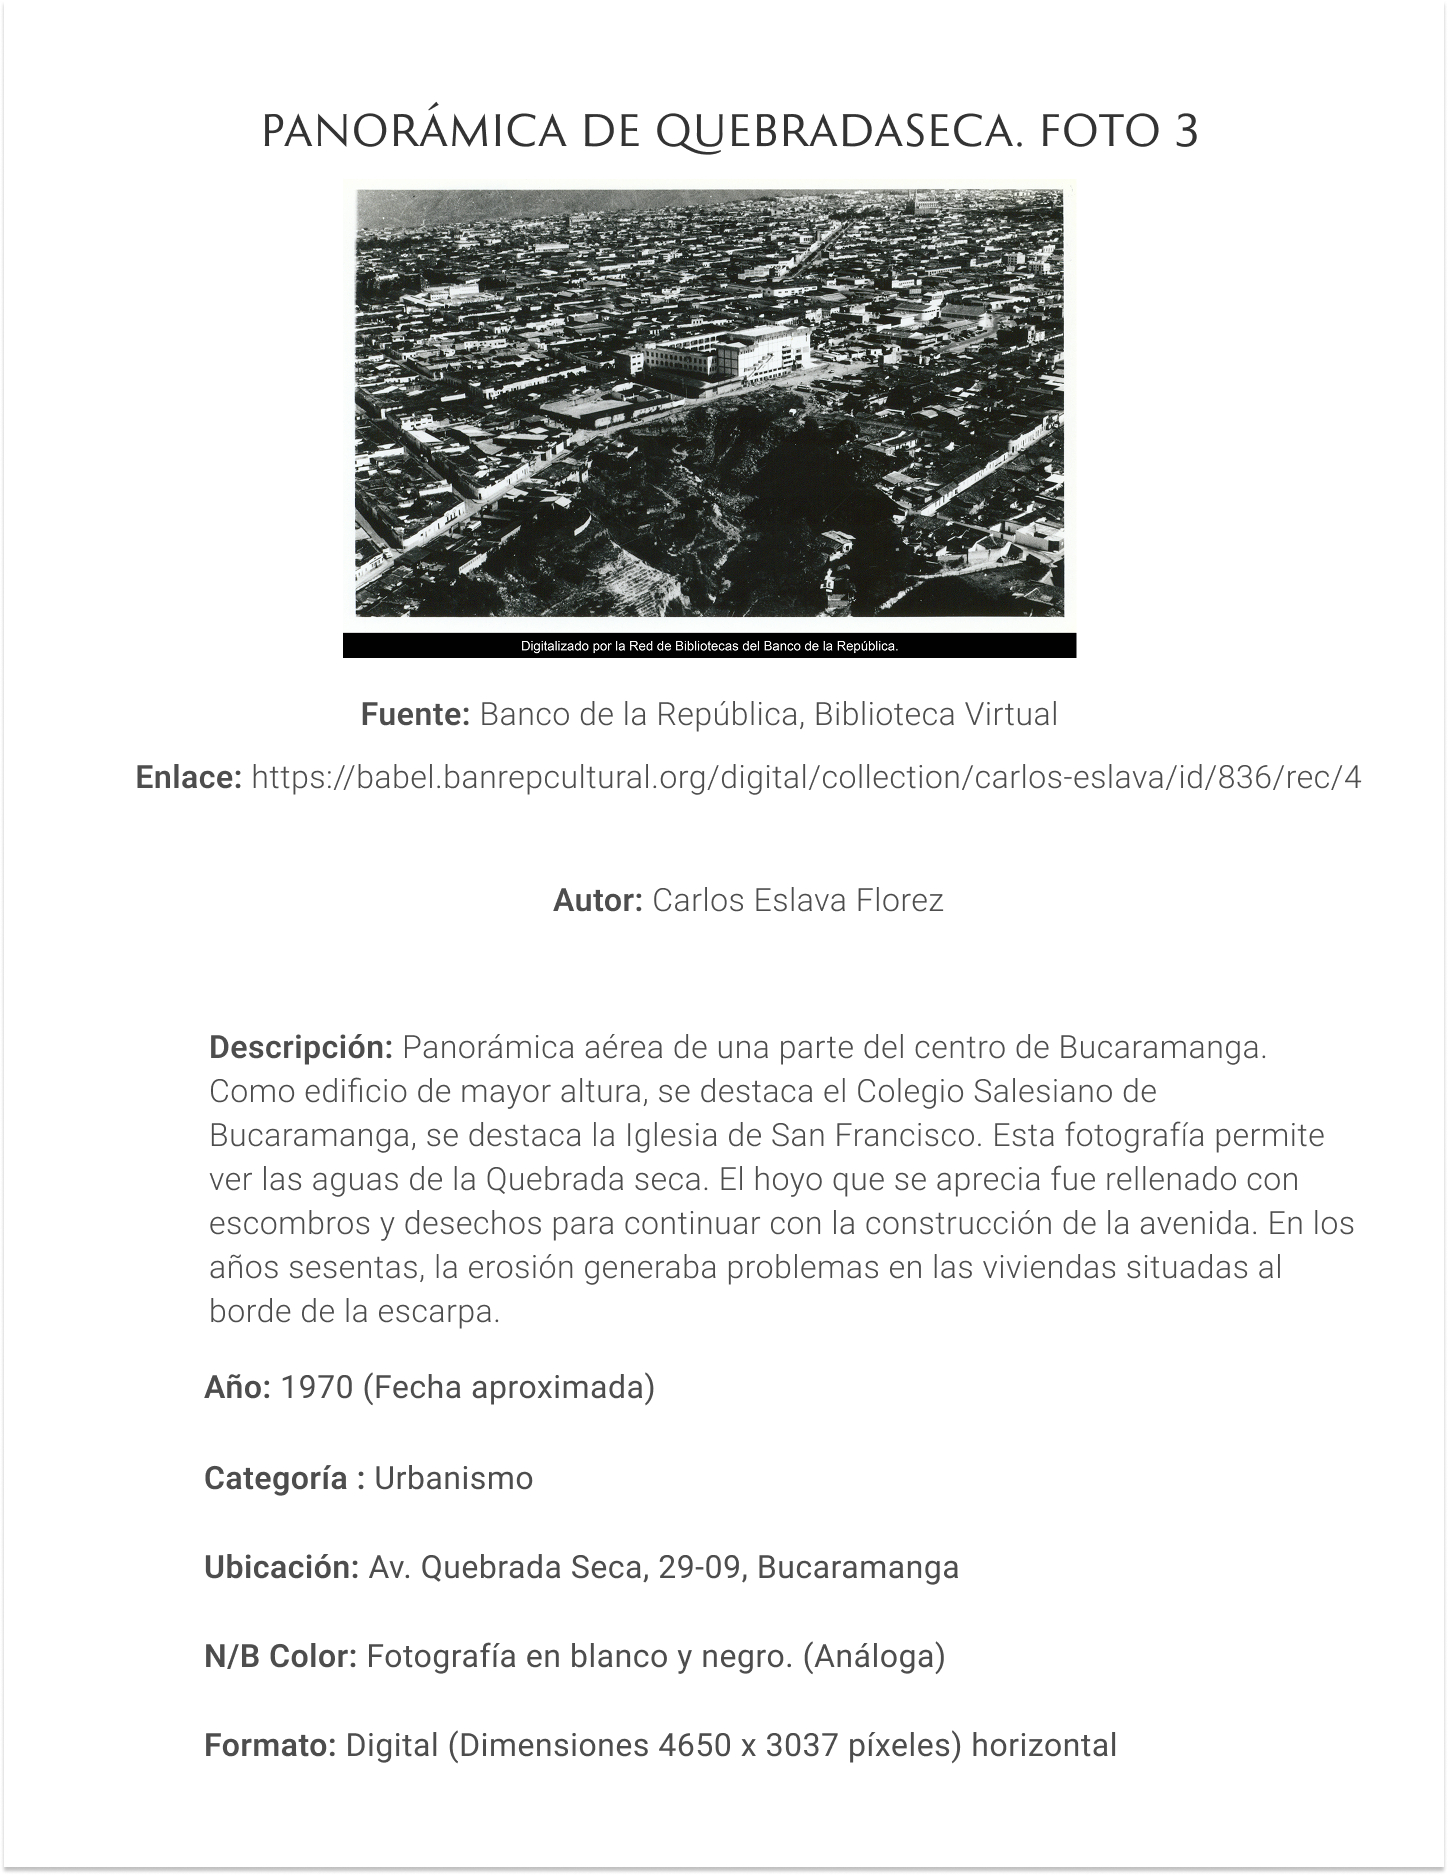 PANORÁMICA DE QUEBRADASECA. FOTO 3
Digitalizado por la Red de Bibliotecas del Banco de la República.
Fuente: Banco de la República, Biblioteca Virtual
Enlace: https://babel.banrepcultural.org/digital/collection/carlos-eslava/id/836/rec/4
Autor: Carlos Eslava Florez
Descripción: Panorámica aérea de una parte del centro de Bucaramanga.
Como edificio de mayor altura, se destaca el Colegio Salesiano de
Bucaramanga, se destaca la Iglesia de San Francisco. Esta fotografía permite
ver las aguas de la Quebrada seca. El hoyo que se aprecia fue rellenado con
escombros y desechos para continuar con la construcción de la avenida. En los
años sesentas, la erosión generaba problemas en las viviendas situadas al
borde de la escarpa.
Año: 1970 (Fecha aproximada)
Categoría : Urbanismo
Ubicación: Av. Quebrada Seca, 29-09, Bucaramanga
N/B Color: Fotografía en blanco y negro. (Análoga)
Formato: Digital (Dimensiones 4650 x 3037 píxeles) horizontal